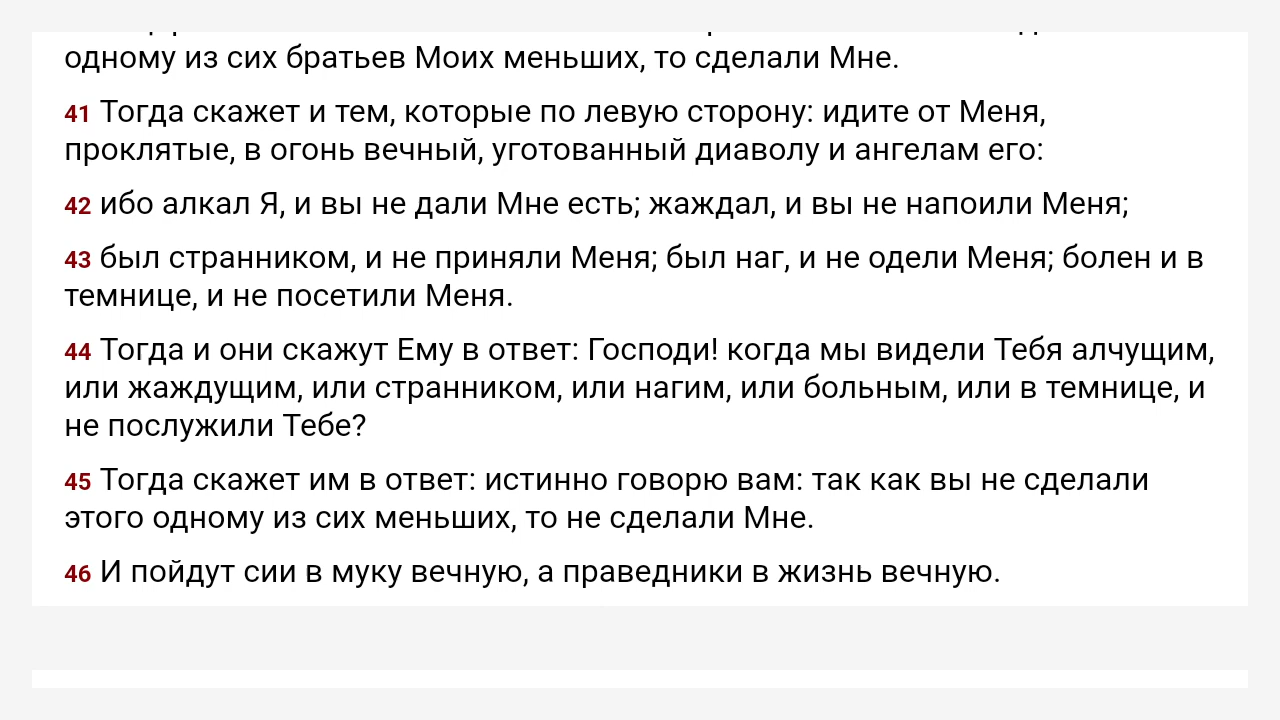 одному из сих братьев Моих меньших, то сделали Мне.
41 Тогда скажет и тем, которые по левую сторону: идите от Меня,
проклятые, в огонь вечный, уготованный диаволу и ангелам его:
42 ибо алкал Я, и вы не дали Мне есть; жаждал, и вы не напоили Меня;
43 был странником, и не приняли Меня; был наг, и не одели Меня; болен и в
темнице, и не посетили Меня.
44 Тогда и они скажут Ему в ответ: Господи! когда мы видели Тебя алчущим,
или жаждущим, или странником, или нагим, или больным, или в темнице, и
не послужили Тебе?
45 Тогда скажет им в ответ: истинно говорю вам: так как вы не сделали
этого одному из сих меньших, то не сделали Мне.
46 И пойдут сии в муку вечную, а праведники в жизнь вечную.